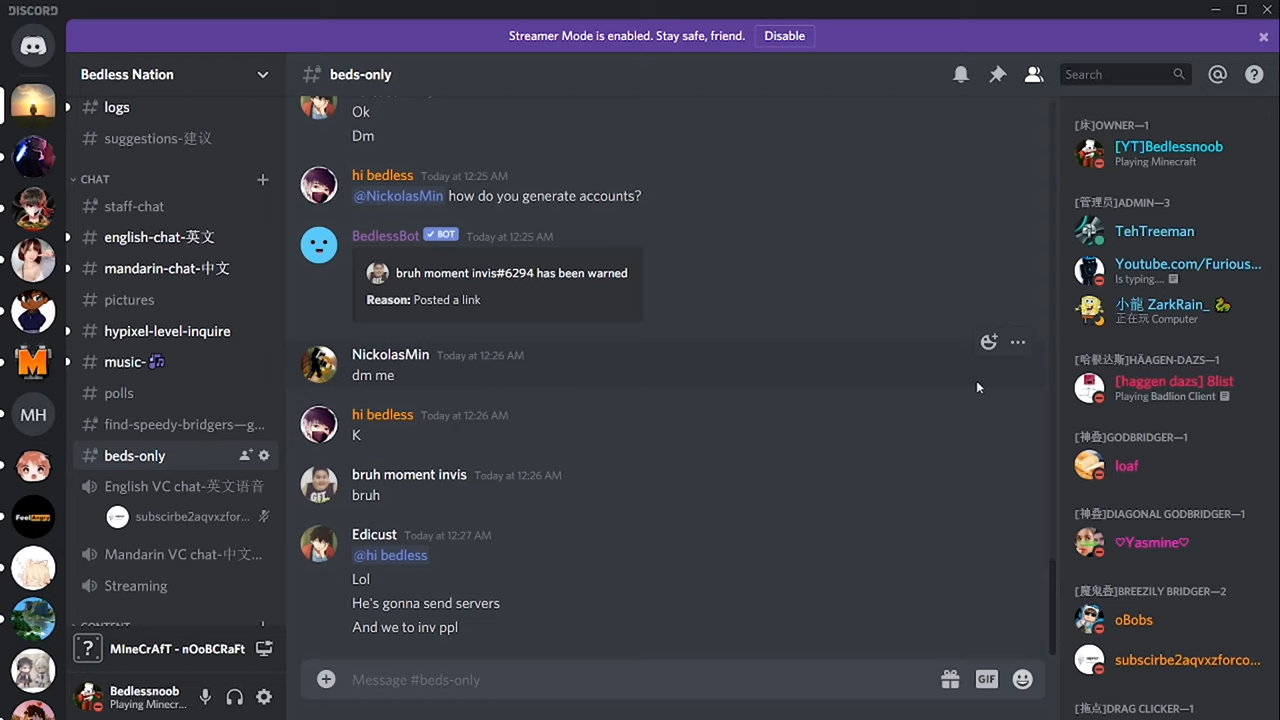 DISCORD
Streamer Mode is enabled. Stay safe, friend.
Disable
Bedless Nation
logs
suggestions-建议
CHAT
staff-chat
english-chat-英文
mandarin-chat-中文
pictures
hypixel-level-inquire
music-
polls
find-speedy-bridgers—g...
beds-only
English VC chat-英文语音
subscirbe2aqvxzfor...
Mandarin VC chat-中文...
Streaming
CONTENT
MIneCrAfT - nOoBCRaFt
Bedlessnoob
Playing Minecr...
MH
FeelAngry
beds-only
Search
Ok
Dm
hi bedless Today at 12:25 AM
@NickolasMin how do you generate accounts?
BedlessBot BOT Today at 12:25 AM
bruh moment invis#6294 has been warned
Reason: Posted a link
NickolasMin Today at 12:26 AM
dm me
hi bedless Today at 12:26 AM
K
bruh moment invis Today at 12:26 AM
bruh
Edicust Today at 12:27 AM
@hi bedless
Lol
He's gonna send servers
And we to inv ppl
Message #beds-only
GIF
[床]OWNER—1
[YT]Bedlessnoob
Playing Minecraft
[管理员]ADMIN—3
TehTreeman
Youtube.com/Furious...
Is typing....
小龍 ZarkRain_
正在玩 Computer
[哈根达斯]HÄAGEN-DAZS—1
[haggen dazs] 8list
Playing Badlion Client
[神叠]GODBRIDGER—1
loaf
[神叠]DIAGONAL GODBRIDGER—1
♡Yasmine♡
[魔鬼叠]BREEZILY BRIDGER—2
oBobs
subscirbe2aqvxzforco...
[拖点]DRAG CLICKER—1